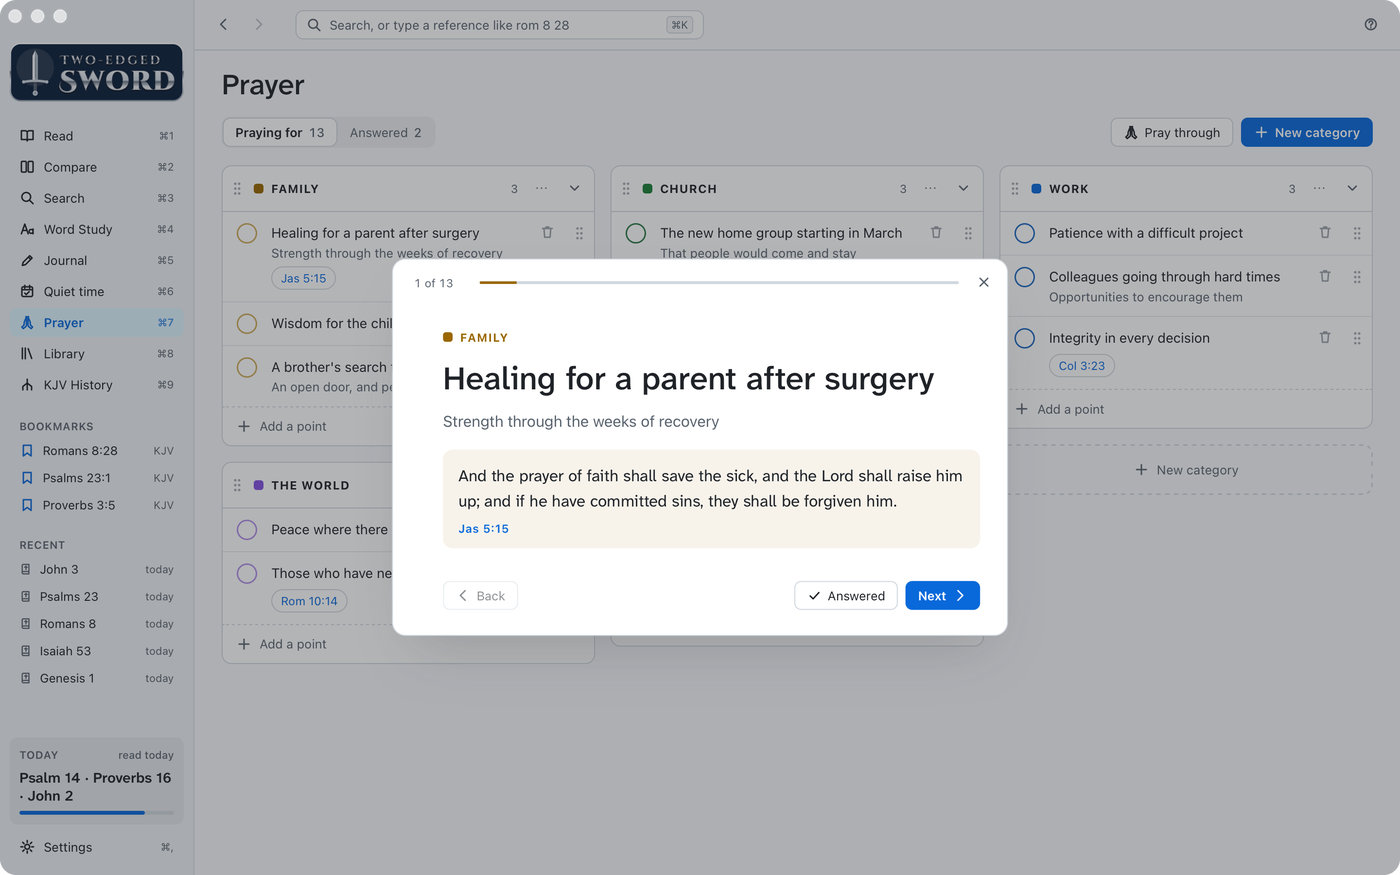 TWO-EDGED
SWORD
Read ⌘1
Compare ⌘2
Search ⌘3
Word Study ⌘4
Journal ⌘5
Quiet time ⌘6
Prayer ⌘7
Library ⌘8
KJV History ⌘9
BOOKMARKS
Romans 8:28 KJV
Psalms 23:1 KJV
Proverbs 3:5 KJV
RECENT
John 3 today
Psalms 23 today
Romans 8 today
Isaiah 53 today
Genesis 1 today
TODAY read today
Psalm 14 · Proverbs 16
· John 2
Settings ⌘,
Search, or type a reference like rom 8 28 ⌘K
Prayer
Praying for 13 Answered 2
Pray through
New category
FAMILY 3
Healing for a parent after surgery
Strength through the weeks of recovery
Jas 5:15
Wisdom for the chil
A brother's search
An open door, and pe
Add a point
CHURCH 3
The new home group starting in March
That people would come and stay
WORK 3
Patience with a difficult project
Colleagues going through hard times
Opportunities to encourage them
Integrity in every decision
Col 3:23
Add a point
New category
THE WORLD
Peace where there
Those who have ne
Rom 10:14
Add a point
1 of 13
FAMILY
Healing for a parent after surgery
Strength through the weeks of recovery
And the prayer of faith shall save the sick, and the Lord shall raise him
up; and if he have committed sins, they shall be forgiven him.
Jas 5:15
Back
Answered
Next